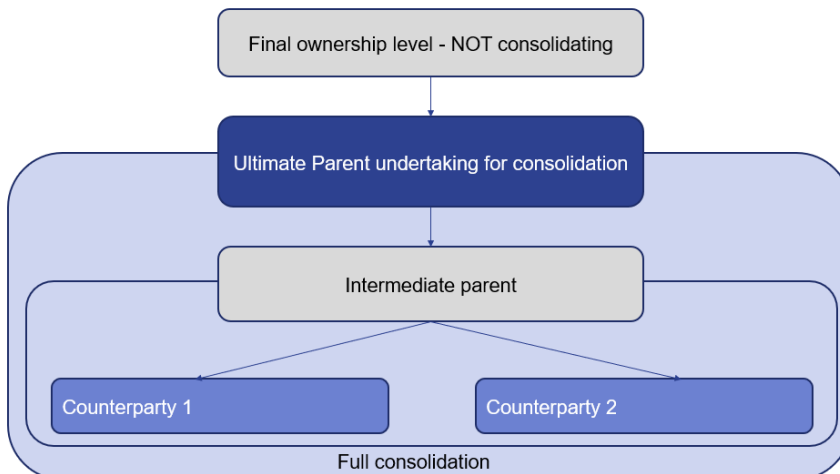 Final ownership level - NOT consolidating
Ultimate Parent undertaking for consolidation
Intermediate parent
Counterparty 1
Counterparty 2
Full consolidation